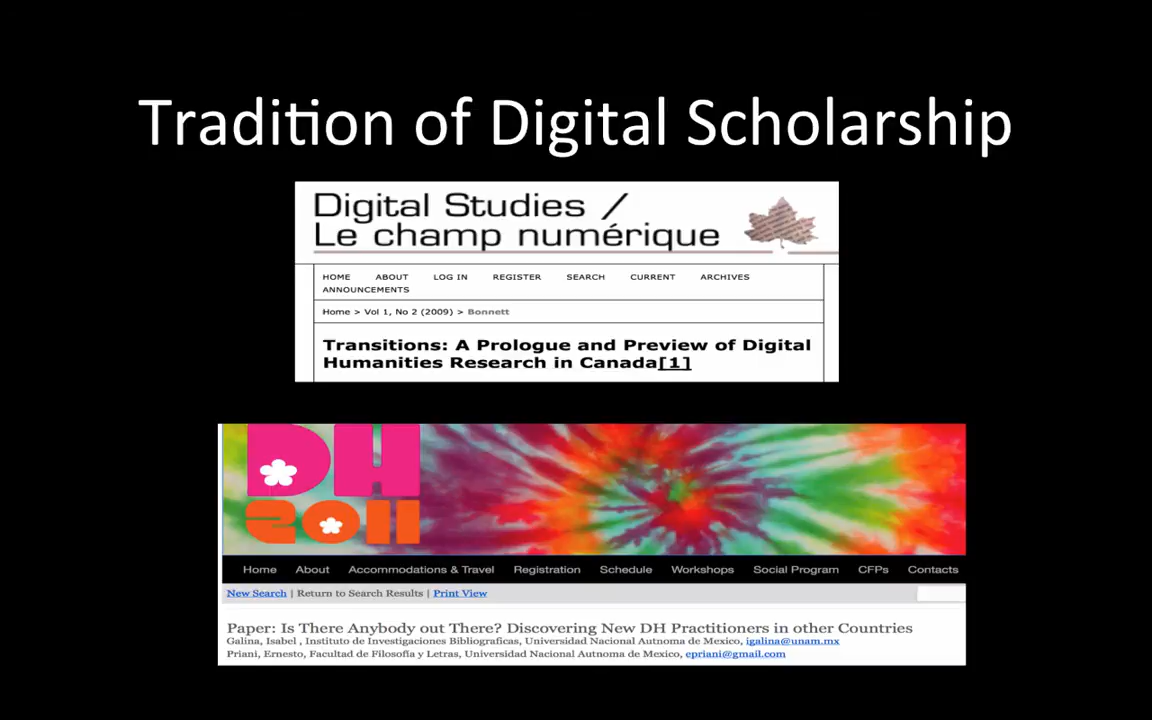 Tradition of Digital Scholarship
Digital Studies /
Le champ numérique
HOME ABOUT LOG IN REGISTER SEARCH CURRENT ARCHIVES
ANNOUNCEMENTS
Home > Vol 1, No 2 (2009) > Bonnett
Transitions: A Prologue and Preview of Digital
Humanities Research in Canada[1]
DH
2011
Home About Accommodations & Travel Registration Schedule Workshops Social Program CFPs Contacts
New Search | Return to Search Results | Print View
Paper: Is There Anybody out There? Discovering New DH Practitioners in other Countries
Galina, Isabel , Instituto de Investigaciones Bibliograficas, Universidad Nacional Autnoma de Mexico, igalina@unam.mx
Priani, Ernesto, Facultad de Filosofía y Letras, Universidad Nacional Autnoma de Mexico, epriani@gmail.com